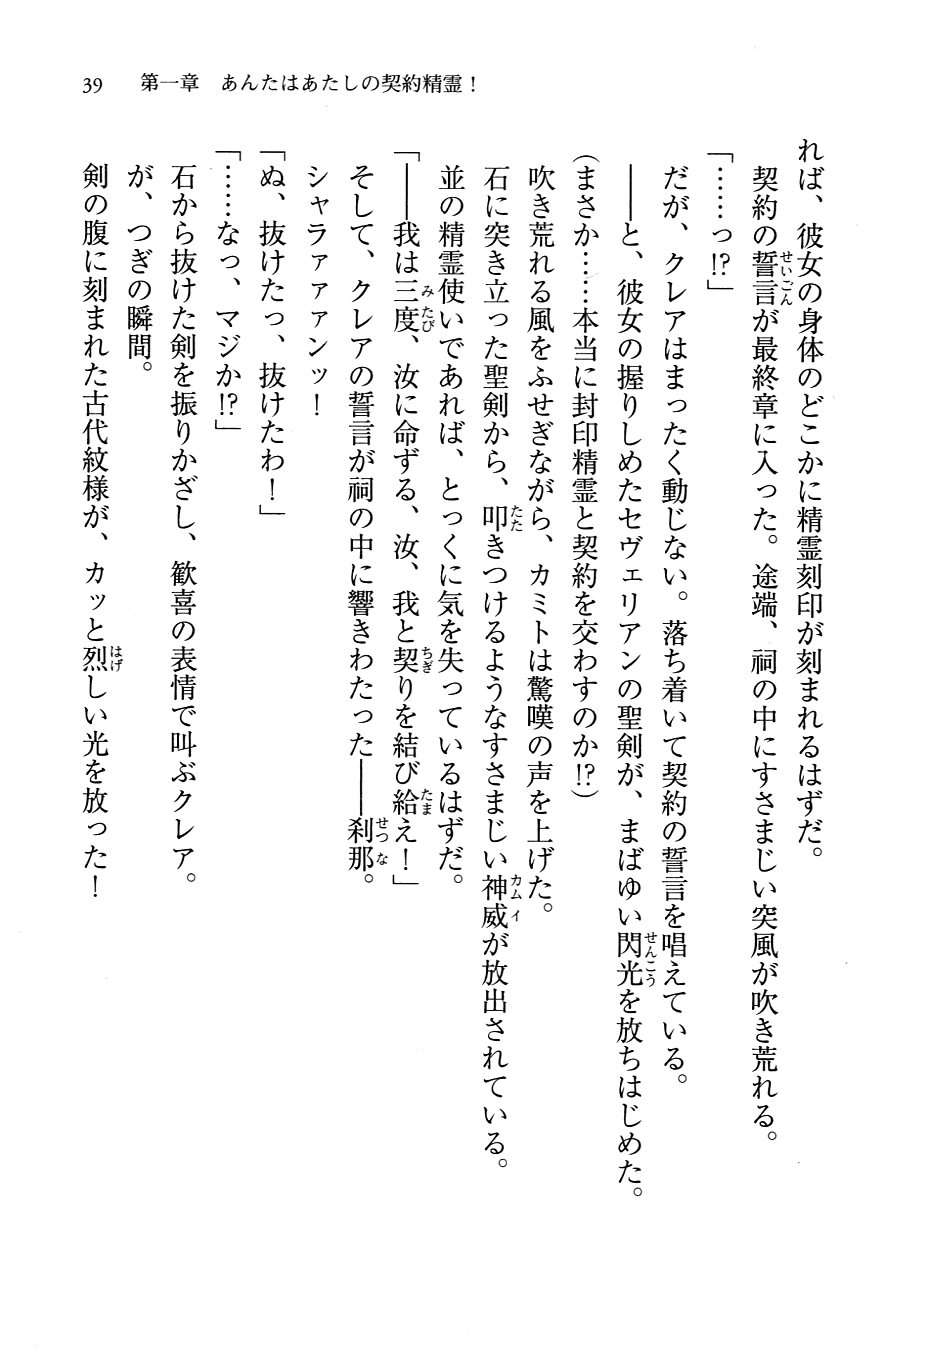 39　第一章　あんたはあたしの契約精霊！
れば、彼女の身体のどこかに精霊刻印が刻まれるはずだ。
契約の誓言が最終章に入った。途端、祠の中にすさまじい突風が吹き荒れる。
「……っ!?」
だが、クレアはまったく動じない。落ち着いて契約の誓言を唱えている。
――と、彼女の握りしめたセヴェリアンの聖剣が、まばゆい閃光を放ちはじめた。
（まさか……本当に封印精霊と契約を交わすのか!?）
吹き荒れる風をふせぎながら、カミトは驚嘆の声を上げた。
石に突き立った聖剣から、叩きつけるようなすさまじい神威が放出されている。
並の精霊使いであれば、とっくに気を失っているはずだ。
「――我は三度、汝に命ずる、汝、我と契りを結び給え！」
そして、クレアの誓言が祠の中に響きわたった――刹那。
シャラァァァンッ！
「ぬ、抜けたっ、抜けたわ！」
「……なっ、マジか!?」
石から抜けた剣を振りかざし、歓喜の表情で叫ぶクレア。
が、つぎの瞬間。
剣の腹に刻まれた古代紋様が、カッと烈しい光を放った！